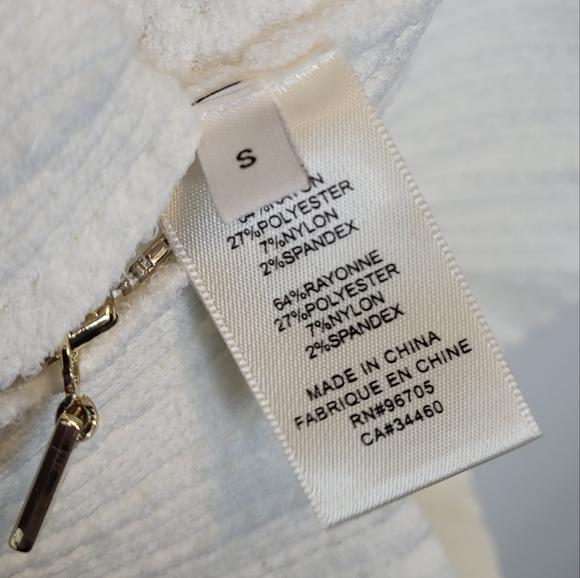 S
27%POLYESTER
7%NYLON
2%SPANDEX
64%RAYONNE
27%POLYESTER
7%NYLON
2%SPANDEX
MADE IN CHINA
FABRIQUE EN CHINE
RN#96705
CA#34460